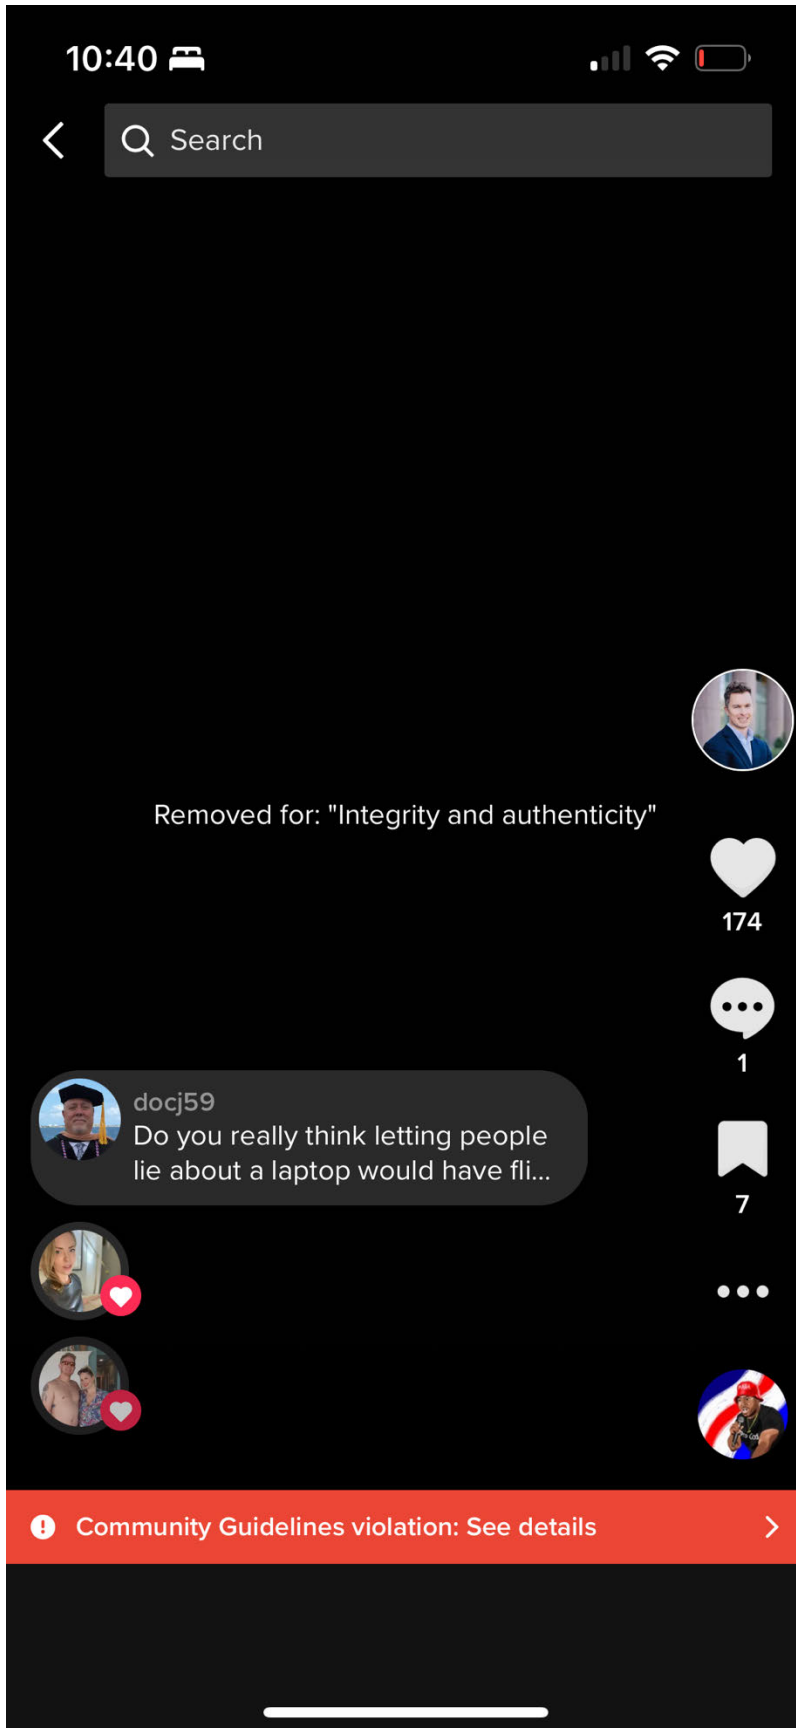 10:40
Search
Removed for: "Integrity and authenticity"
174
1
docj59
Do you really think letting people
lie about a laptop would have fli...
7
Community Guidelines violation: See details